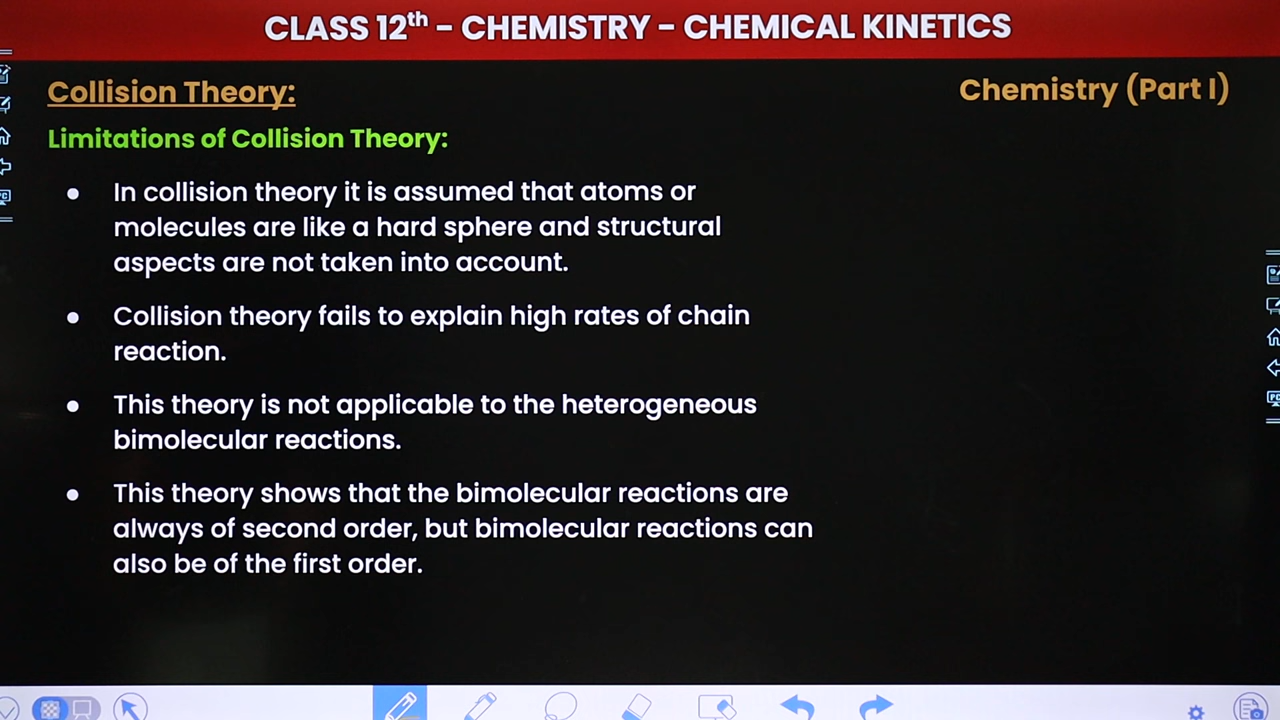 CLASS 12th - CHEMISTRY - CHEMICAL KINETICS
Collision Theory:
Chemistry (Part I)
Limitations of Collision Theory:
● In collision theory it is assumed that atoms or
molecules are like a hard sphere and structural
aspects are not taken into account.
● Collision theory fails to explain high rates of chain
reaction.
● This theory is not applicable to the heterogeneous
bimolecular reactions.
● This theory shows that the bimolecular reactions are
always of second order, but bimolecular reactions can
also be of the first order.